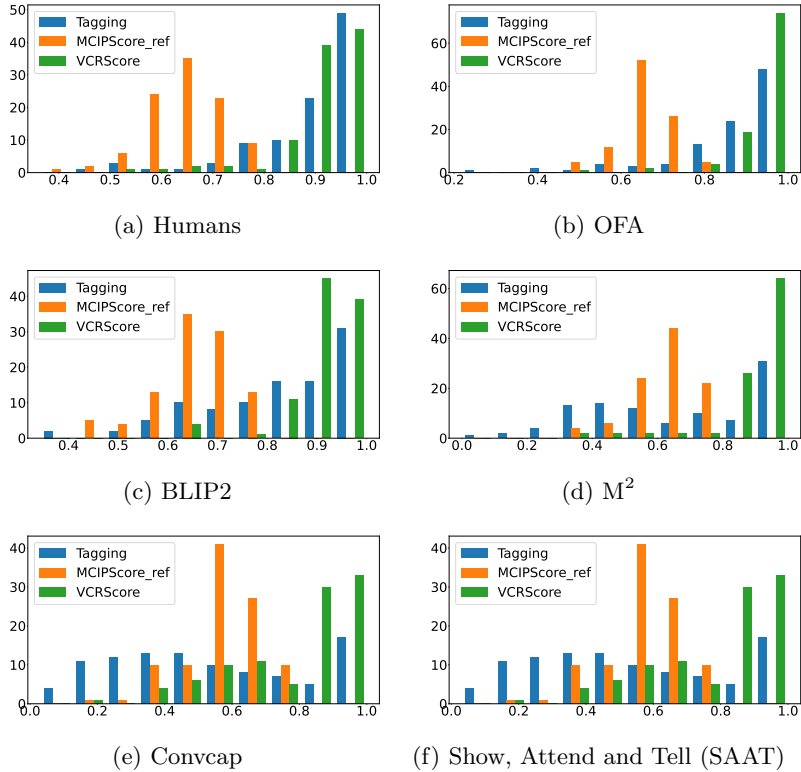 50
40
30
20
10
0
Tagging
MCIPScore_ref
VCRScore
0.4 0.5 0.6 0.7 0.8 0.9 1.0
(a) Humans
60
40
20
0
Tagging
MCIPScore_ref
VCRScore
0.2 0.4 0.6 0.8 1.0
(b) OFA
40
30
20
10
0
Tagging
MCIPScore_ref
VCRScore
0.4 0.5 0.6 0.7 0.8 0.9 1.0
(c) BLIP2
60
40
20
0
Tagging
MCIPScore_ref
VCRScore
0.0 0.2 0.4 0.6 0.8 1.0
(d) M²
40
30
20
10
0
Tagging
MCIPScore_ref
VCRScore
0.0 0.2 0.4 0.6 0.8 1.0
(e) Convcap
40
30
20
10
0
Tagging
MCIPScore_ref
VCRScore
0.0 0.2 0.4 0.6 0.8 1.0
(f) Show, Attend and Tell (SAAT)